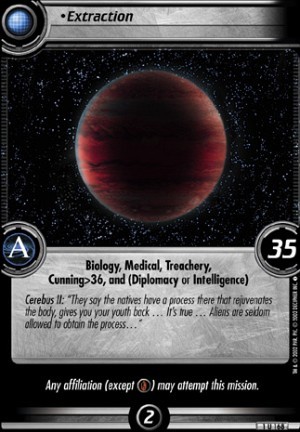 •Extraction
A
35
Biology, Medical, Treachery,
Cunning>36, and (Diplomacy or Intelligence)
Cerebus II: “They say the natives have a process there that rejuvenates
the body, gives you your youth back ... It's true ... Aliens are seldom
allowed to obtain the process...”
Any affiliation (except ) may attempt this mission.
2